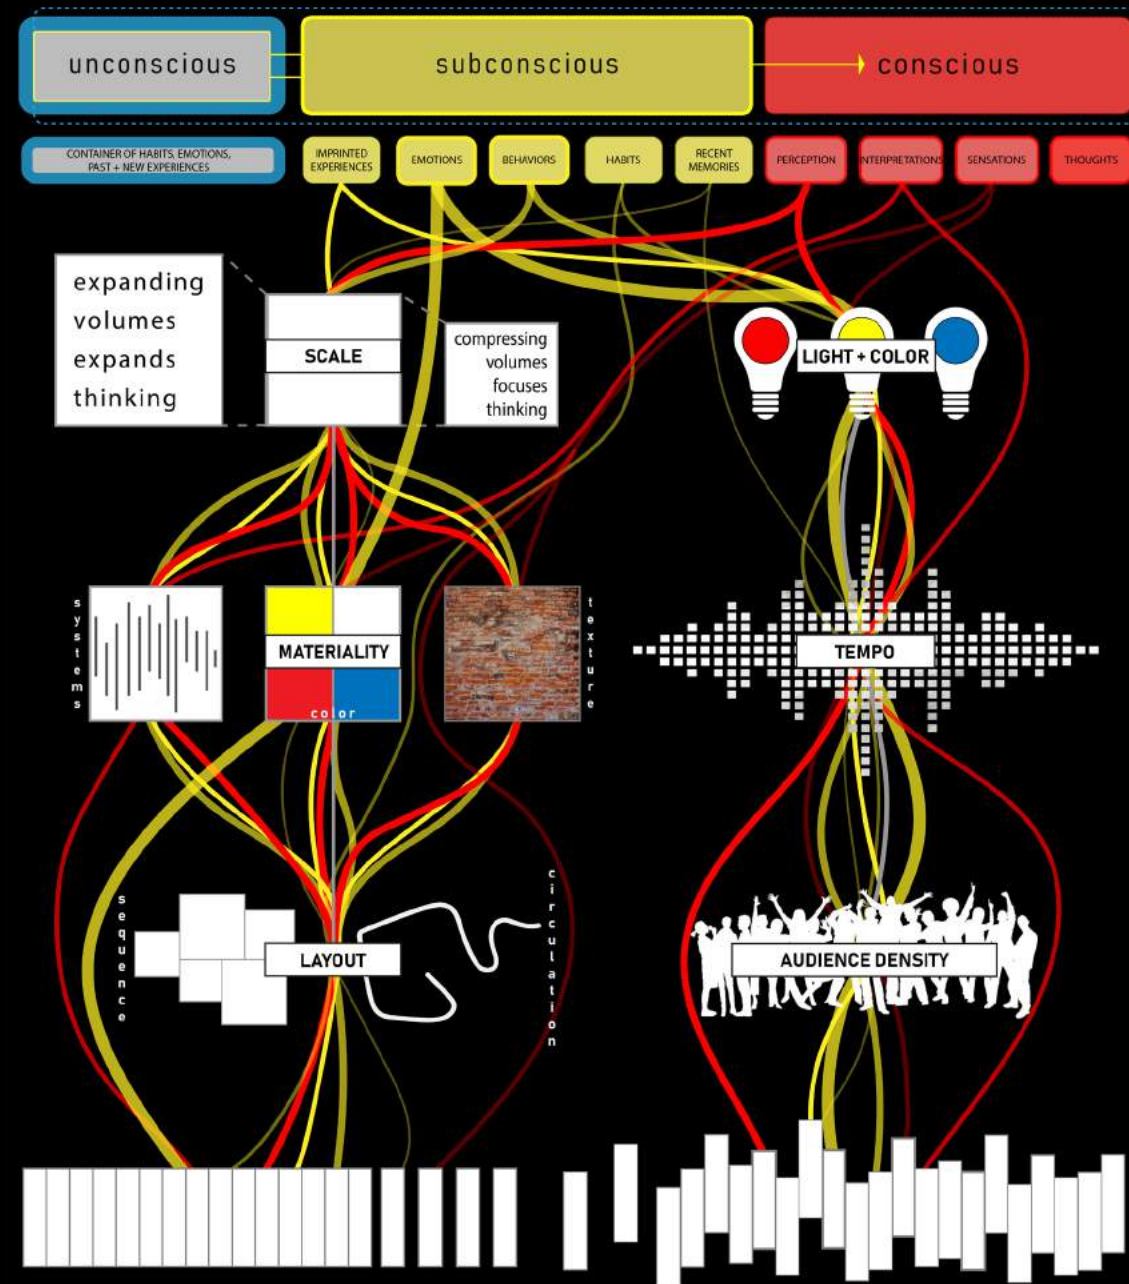 unconscious
subconscious
conscious
CONTAINER OF HABITS, EMOTIONS,
PAST + NEW EXPERIENCES
IMPRINTED
EXPERIENCES
EMOTIONS
BEHAVIORS
HABITS
RECENT
MEMORIES
PERCEPTION
INTERPRETATIONS
SENSATIONS
THOUGHTS
expanding
volumes
expands
thinking
SCALE
compressing
volumes
focuses
thinking
LIGHT + COLOR
systems
MATERIALITY
color
texture
TEMPO
sequence
LAYOUT
circulation
AUDIENCE DENSITY